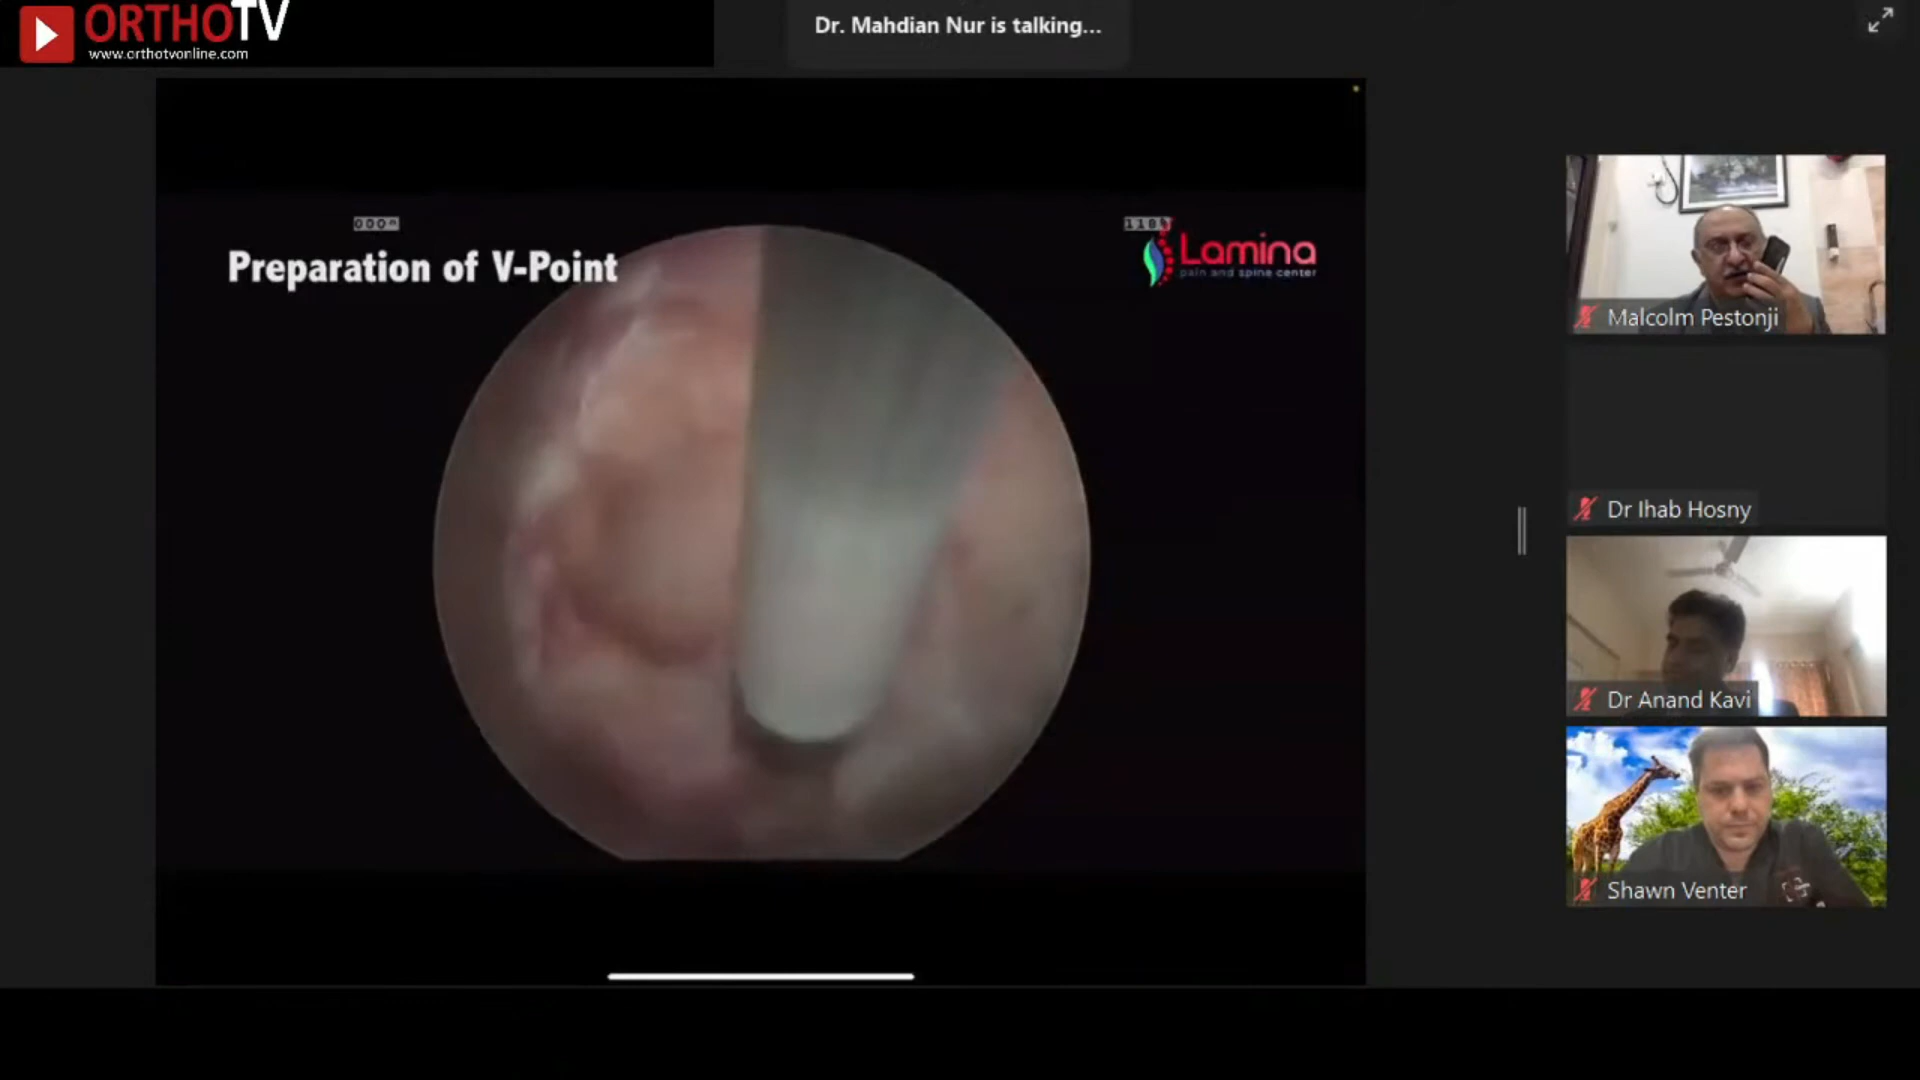 ORTHOTV
www.orthotvonline.com
Dr. Mahdian Nur is talking...
000°
Preparation of V-Point
Lamina
pain and spine center
Malcolm Pestonji
Dr Ihab Hosny
Dr Anand Kavi
Shawn Venter